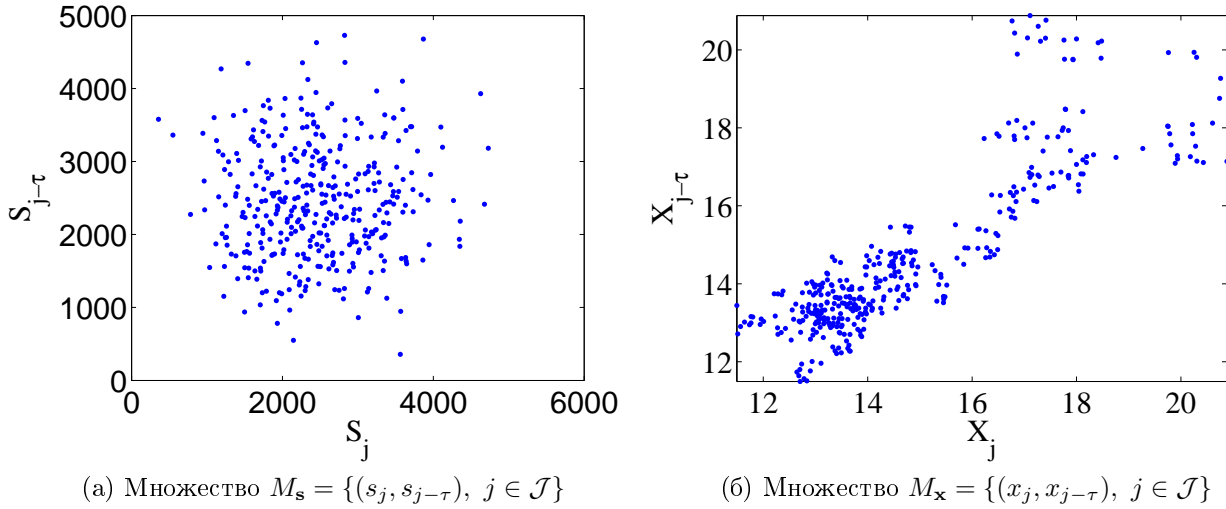 5000
4000
3000
2000
1000
0
S_{j−τ}
0 2000 4000 6000
S_j
(а) Множество M_s = {(s_j, s_{j−τ}), j ∈ 𝒥}
20
18
16
14
12
X_{j−τ}
12 14 16 18 20
X_j
(б) Множество M_x = {(x_j, x_{j−τ}), j ∈ 𝒥}